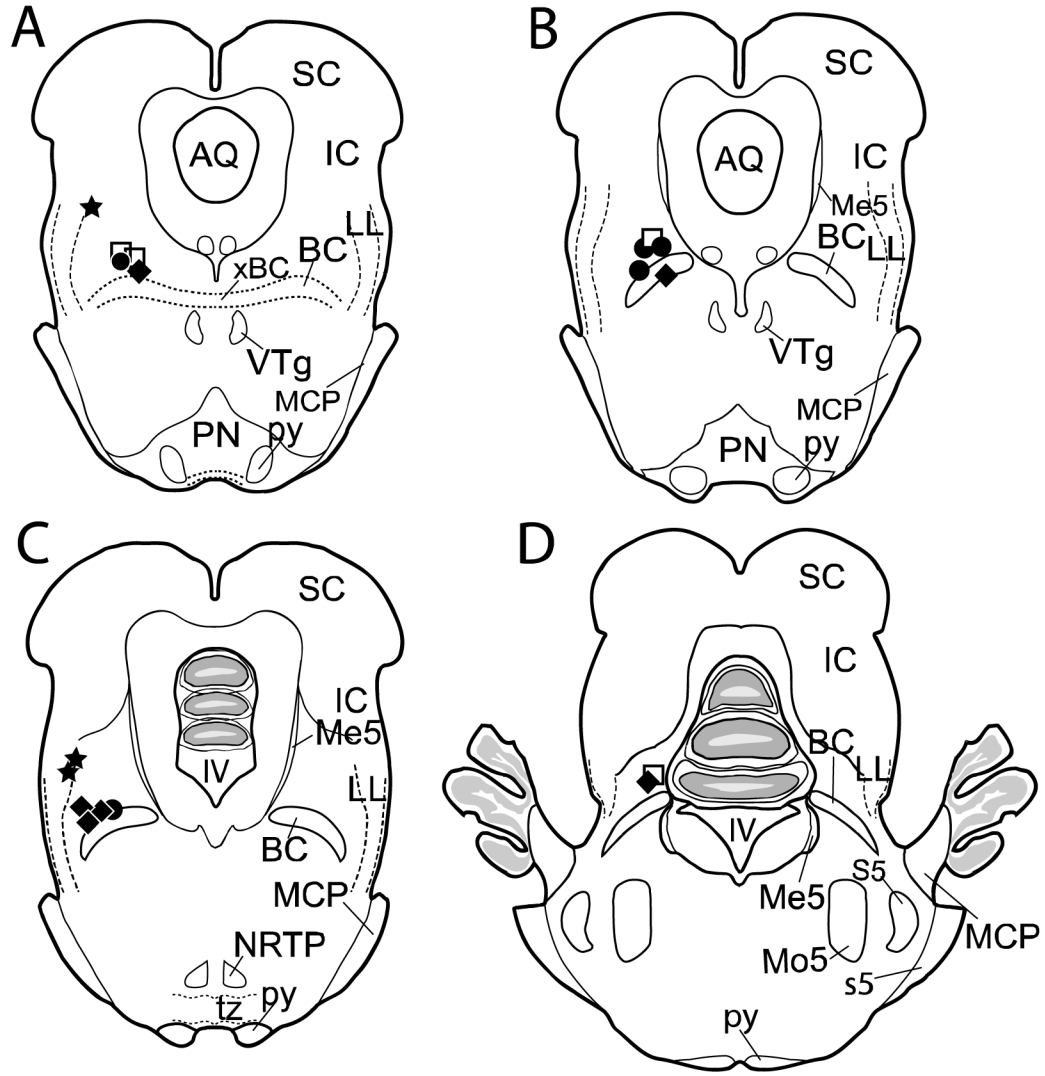 A
SC
AQ
IC
LL
BC
xBC
VTg
MCP
PN
py
B
SC
AQ
IC
Me5
BC
LL
VTg
MCP
PN
py
C
SC
IC
Me5
IV
LL
BC
MCP
NRTP
tz
py
D
SC
IC
BC
LL
IV
S5
Me5
MCP
Mo5
s5
py